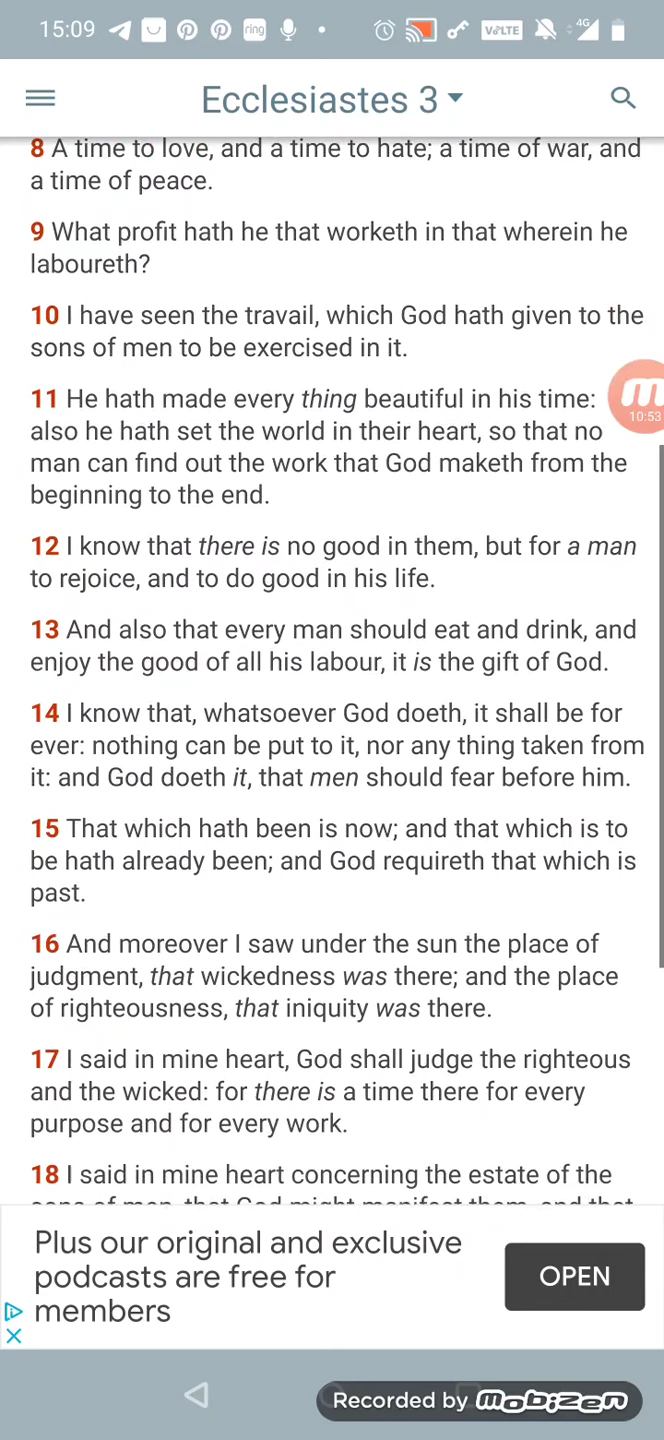 15:09
ring
VoLTE
4G
Ecclesiastes 3
8 A time to love, and a time to hate; a time of war, and
a time of peace.
9 What profit hath he that worketh in that wherein he
laboureth?
10 I have seen the travail, which God hath given to the
sons of men to be exercised in it.
11 He hath made every thing beautiful in his time:
also he hath set the world in their heart, so that no
man can find out the work that God maketh from the
beginning to the end.
10:53
12 I know that there is no good in them, but for a man
to rejoice, and to do good in his life.
13 And also that every man should eat and drink, and
enjoy the good of all his labour, it is the gift of God.
14 I know that, whatsoever God doeth, it shall be for
ever: nothing can be put to it, nor any thing taken from
it: and God doeth it, that men should fear before him.
15 That which hath been is now; and that which is to
be hath already been; and God requireth that which is
past.
16 And moreover I saw under the sun the place of
judgment, that wickedness was there; and the place
of righteousness, that iniquity was there.
17 I said in mine heart, God shall judge the righteous
and the wicked: for there is a time there for every
purpose and for every work.
18 I said in mine heart concerning the estate of the
sons of men, that God might manifest them, and that
Plus our original and exclusive
podcasts are free for
members
OPEN
Recorded by mobizen